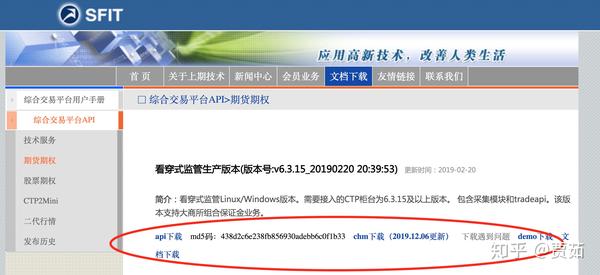 SFIT
应用高新技术，改善人类生活
首 页 关于上期技术 新闻中心 会员业务 文档下载 友情链接 联系我们
综合交易平台用户手册
综合交易平台API>期货期权
综合交易平台API
技术服务
期货期权
股票期权
CTP2Mini
二代行情
发布历史
看穿式监管生产版本(版本号:v6.3.15_20190220 20:39:53) 更新时间：2019-02-20
简介：看穿式监管Linux/Windows版本。需要接入的CTP柜台为6.3.15及以上版本。 包含采集模块和tradeapi。该版
本支持大商所组合保证金业务。
api下载 md5码：438d2c6e238fb856930adebb6c0f1b33 chm下载（2019.12.06更新） 下载遇到问题 demo下载 文
档下载
知乎 @贾茹